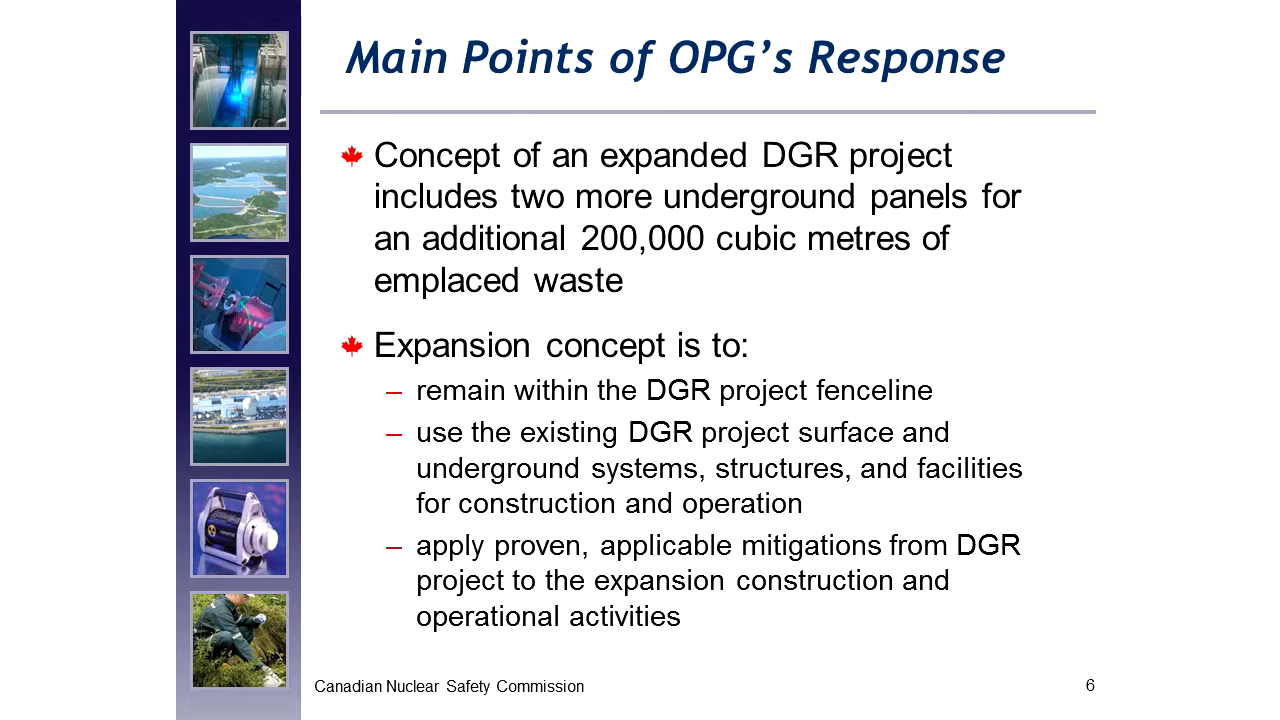 Main Points of OPG's Response
Concept of an expanded DGR project
includes two more underground panels for
an additional 200,000 cubic metres of
emplaced waste
Expansion concept is to:
– remain within the DGR project fenceline
– use the existing DGR project surface and
underground systems, structures, and facilities
for construction and operation
– apply proven, applicable mitigations from DGR
project to the expansion construction and
operational activities
Canadian Nuclear Safety Commission
6